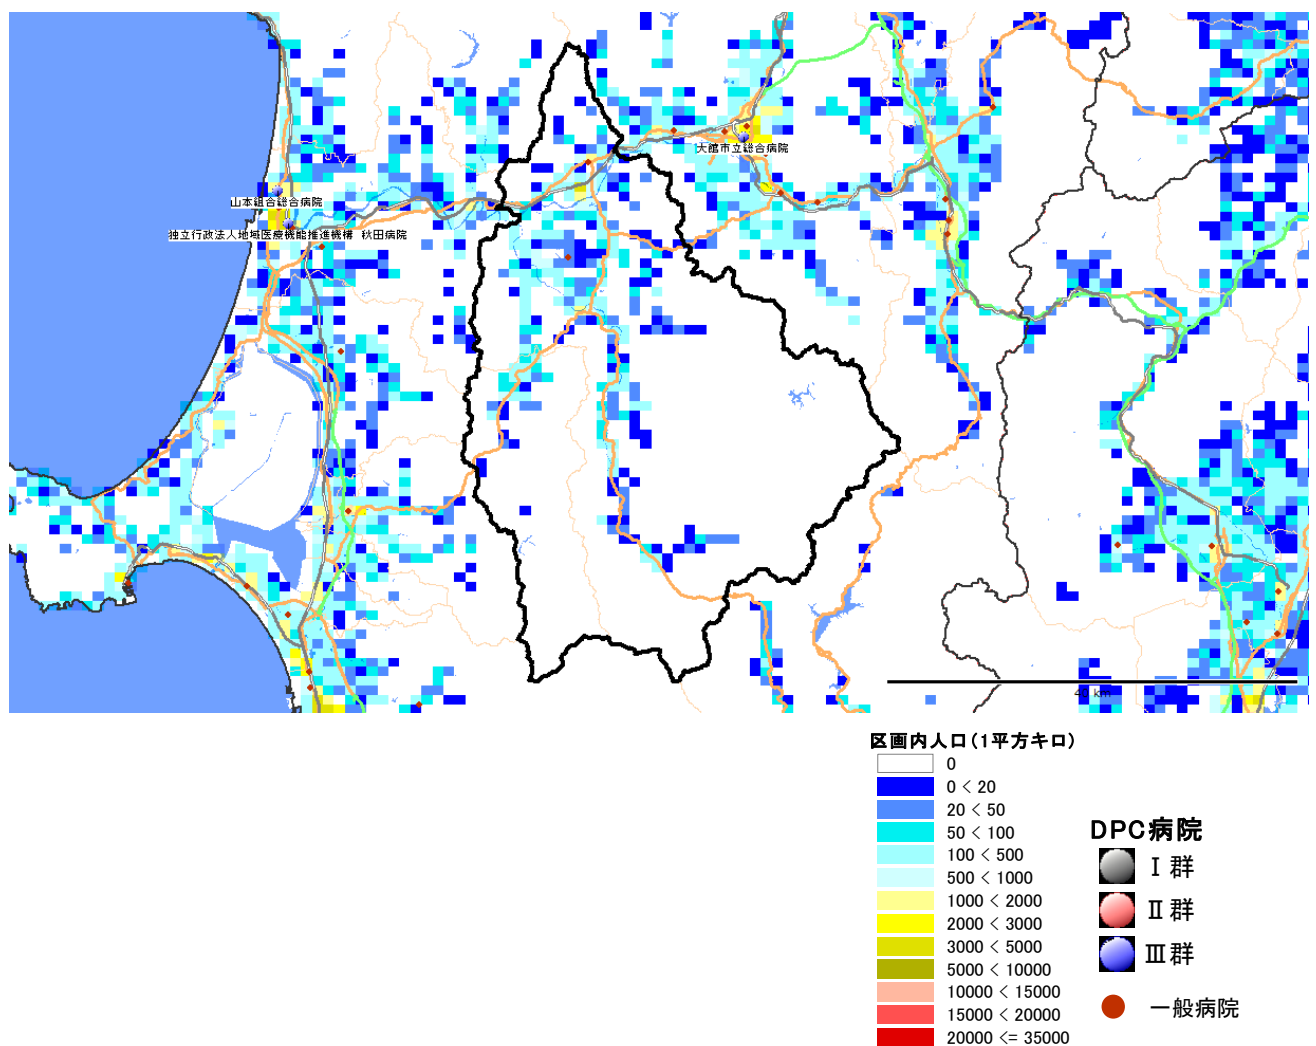 大館市立総合病院
山本組合総合病院
独立行政法人地域医療機能推進機構 秋田病院
40 km
区画内人口(1平方キロ)
0
0 < 20
20 < 50
50 < 100
100 < 500
500 < 1000
1000 < 2000
2000 < 3000
3000 < 5000
5000 < 10000
10000 < 15000
15000 < 20000
20000 <= 35000
DPC病院
Ⅰ群
Ⅱ群
Ⅲ群
一般病院